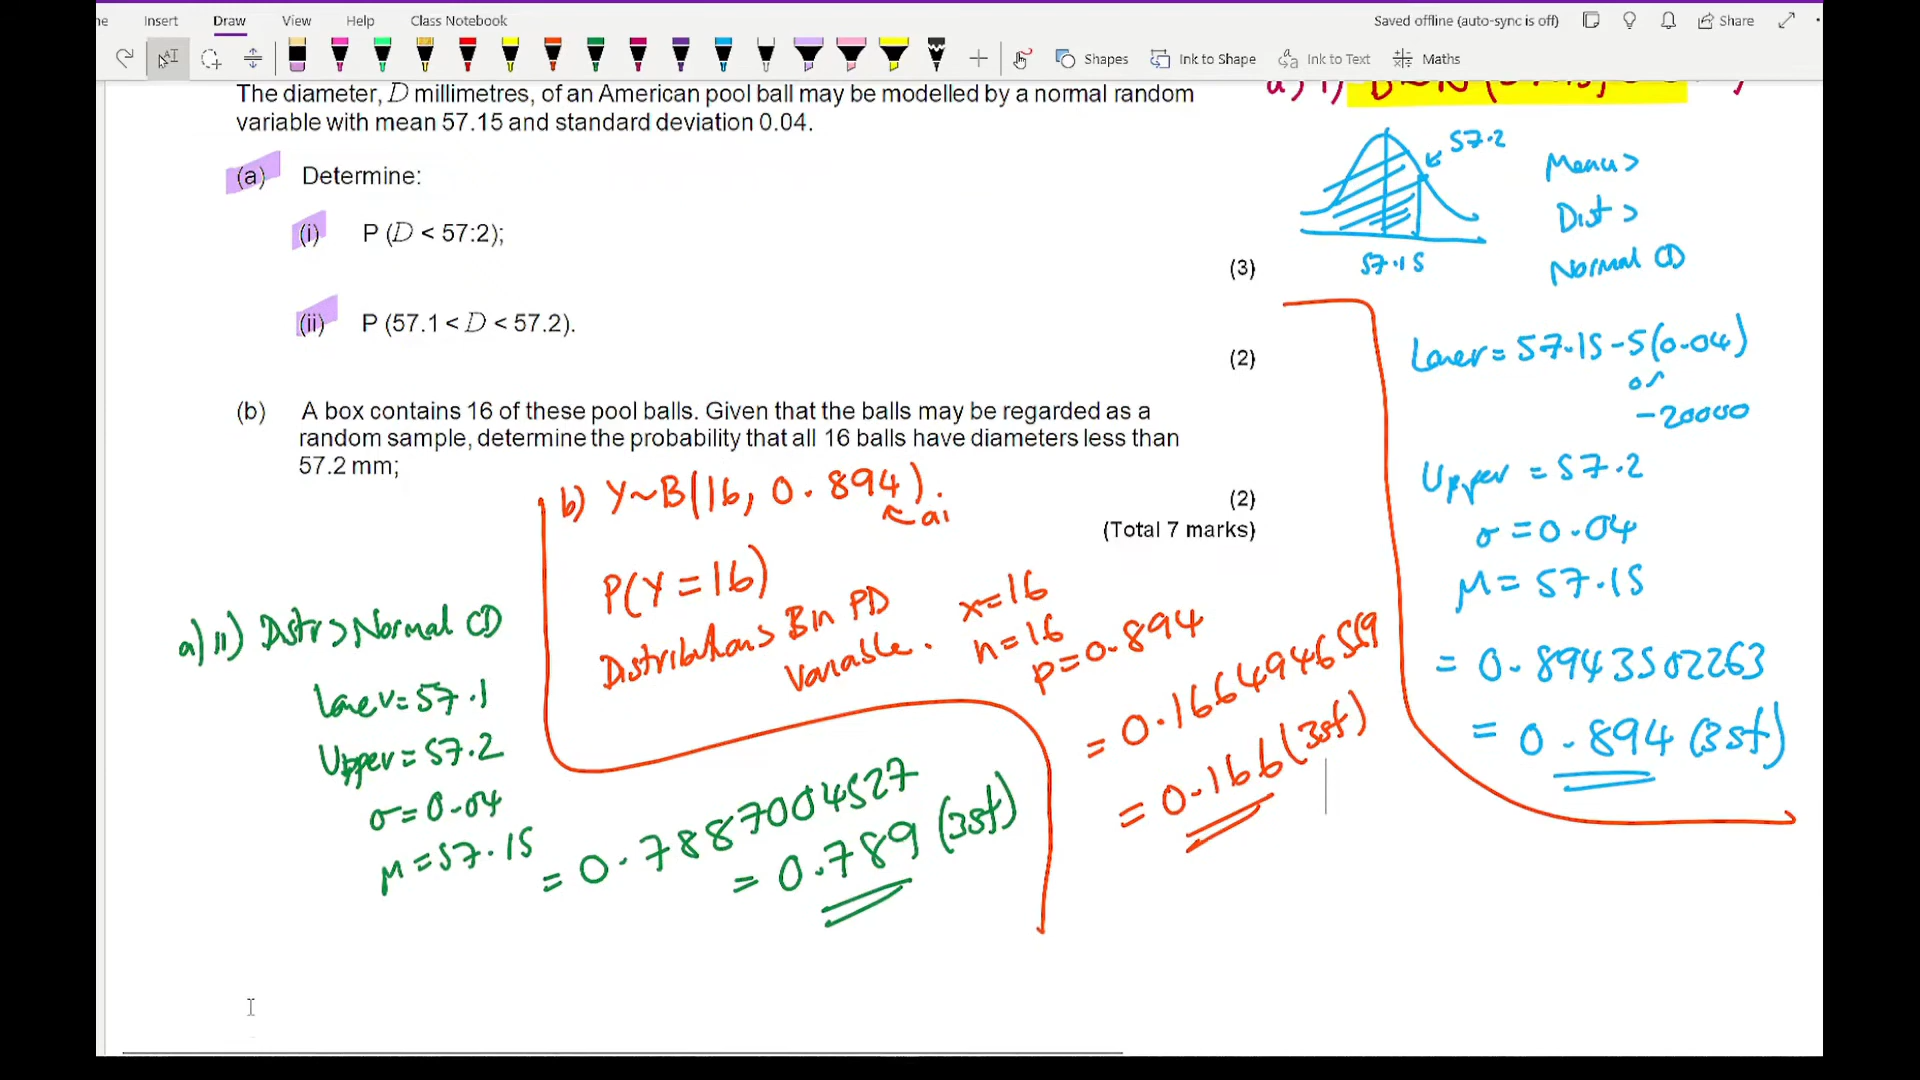 Insert Draw View Help Class Notebook
Saved offline (auto-sync is off) Share
Shapes Ink to Shape Ink to Text Maths
The diameter, D millimetres, of an American pool ball may be modelled by a normal random
variable with mean 57.15 and standard deviation 0.04.
(a) Determine:
(i) P (D < 57:2);
(3)
(ii) P (57.1 < D < 57.2).
(2)
(b) A box contains 16 of these pool balls. Given that the balls may be regarded as a
random sample, determine the probability that all 16 balls have diameters less than
57.2 mm;
(2)
(Total 7 marks)
b) Y~B(16, 0.894).
ai
P(Y=16)
Distributions Bin PD
Variable.
x=16
n=16
p=0.894
= 0.1664946559
= 0.166 (3sf)
a)ii) Distr > Normal CD
Lower=57.1
Upper=57.2
σ=0.04
μ=57.15
= 0.7887004527
= 0.789 (3sf)
a) i)
57.2
57.15
Menu>
Dist >
Normal CD
Lower= 57.15-5(0.04)
or
-20000
Upper = 57.2
σ =0.04
μ= 57.15
= 0.8943502263
= 0.894 (3sf)